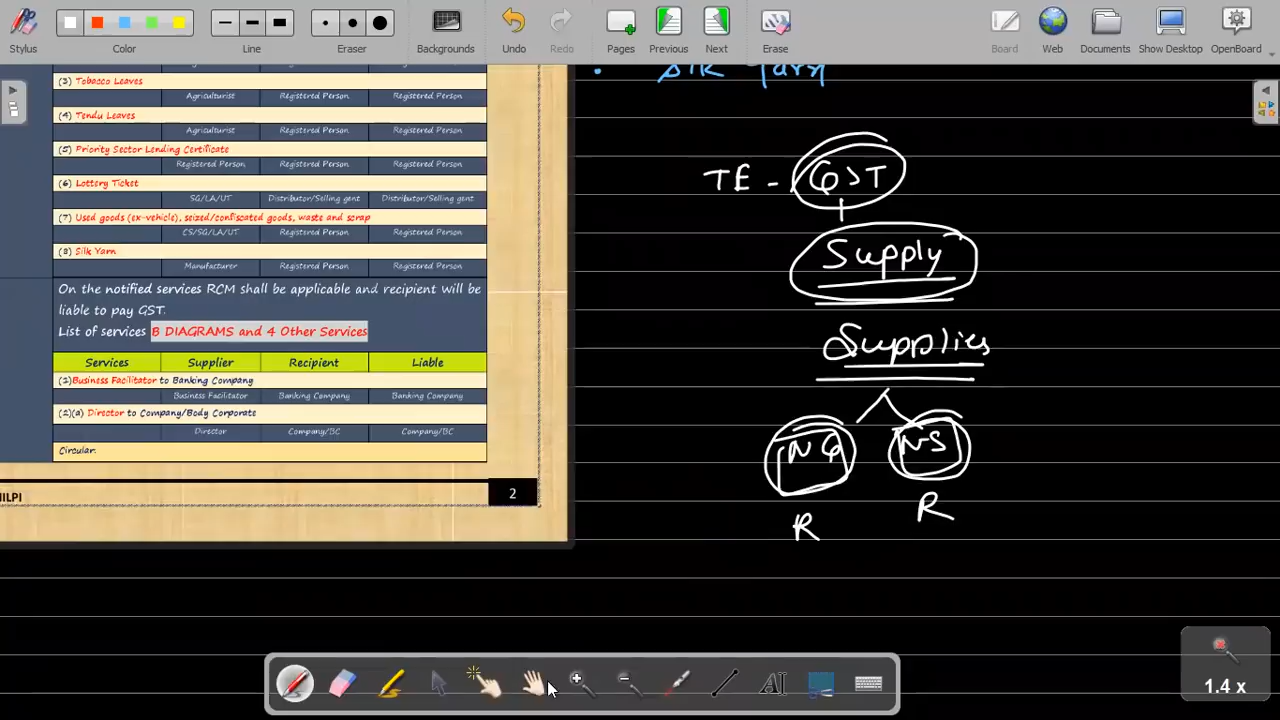 Stylus
Color
Line
Eraser
Backgrounds
Undo
Redo
Pages
Previous
Next
Erase
Board
Web
Documents
Show Desktop
OpenBoard
(3) Tobacco Leaves
Agriculturist Registered Person Registered Person
(4) Tendu Leaves
Agriculturist Registered Person Registered Person
(5) Priority Sector Lending Certificate
Registered Person Registered Person Registered Person
(6) Lottery Ticket
SG/LA/UT Distributor/Selling gent Distributor/Selling gent
(7) Used goods (ex-vehicle), seized/confiscated goods, waste and scrap
CS/SG/LA/UT Registered Person Registered Person
(8) Silk Yarn
Manufacturer Registered Person Registered Person
On the notified services RCM shall be applicable and recipient will be
liable to pay GST.
List of services B DIAGRAMS and 4 Other Services
Services Supplier Recipient Liable
(1)Business Facilitator to Banking Company
Business Facilitator Banking Company Banking Company
(2)(a) Director to Company/Body Corporate
Director Company/BC Company/BC
Circular:
ILPI
2
Silk Yarn
TE - GST
Supply
Supplies
NG NS
R R
1.4 x